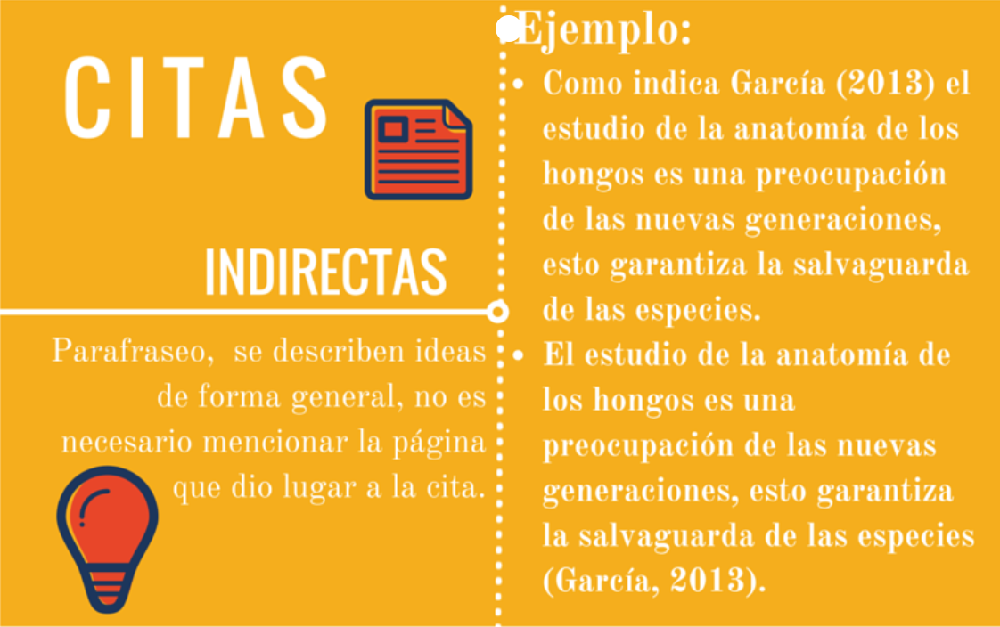 CITAS
INDIRECTAS
Parafraseo, se describen ideas
de forma general, no es
necesario mencionar la página
que dio lugar a la cita.
Ejemplo:
• Como indica García (2013) el
estudio de la anatomía de los
hongos es una preocupación
de las nuevas generaciones,
esto garantiza la salvaguarda
de las especies.
• El estudio de la anatomía de
los hongos es una
preocupación de las nuevas
generaciones, esto garantiza
la salvaguarda de las especies
(García, 2013).